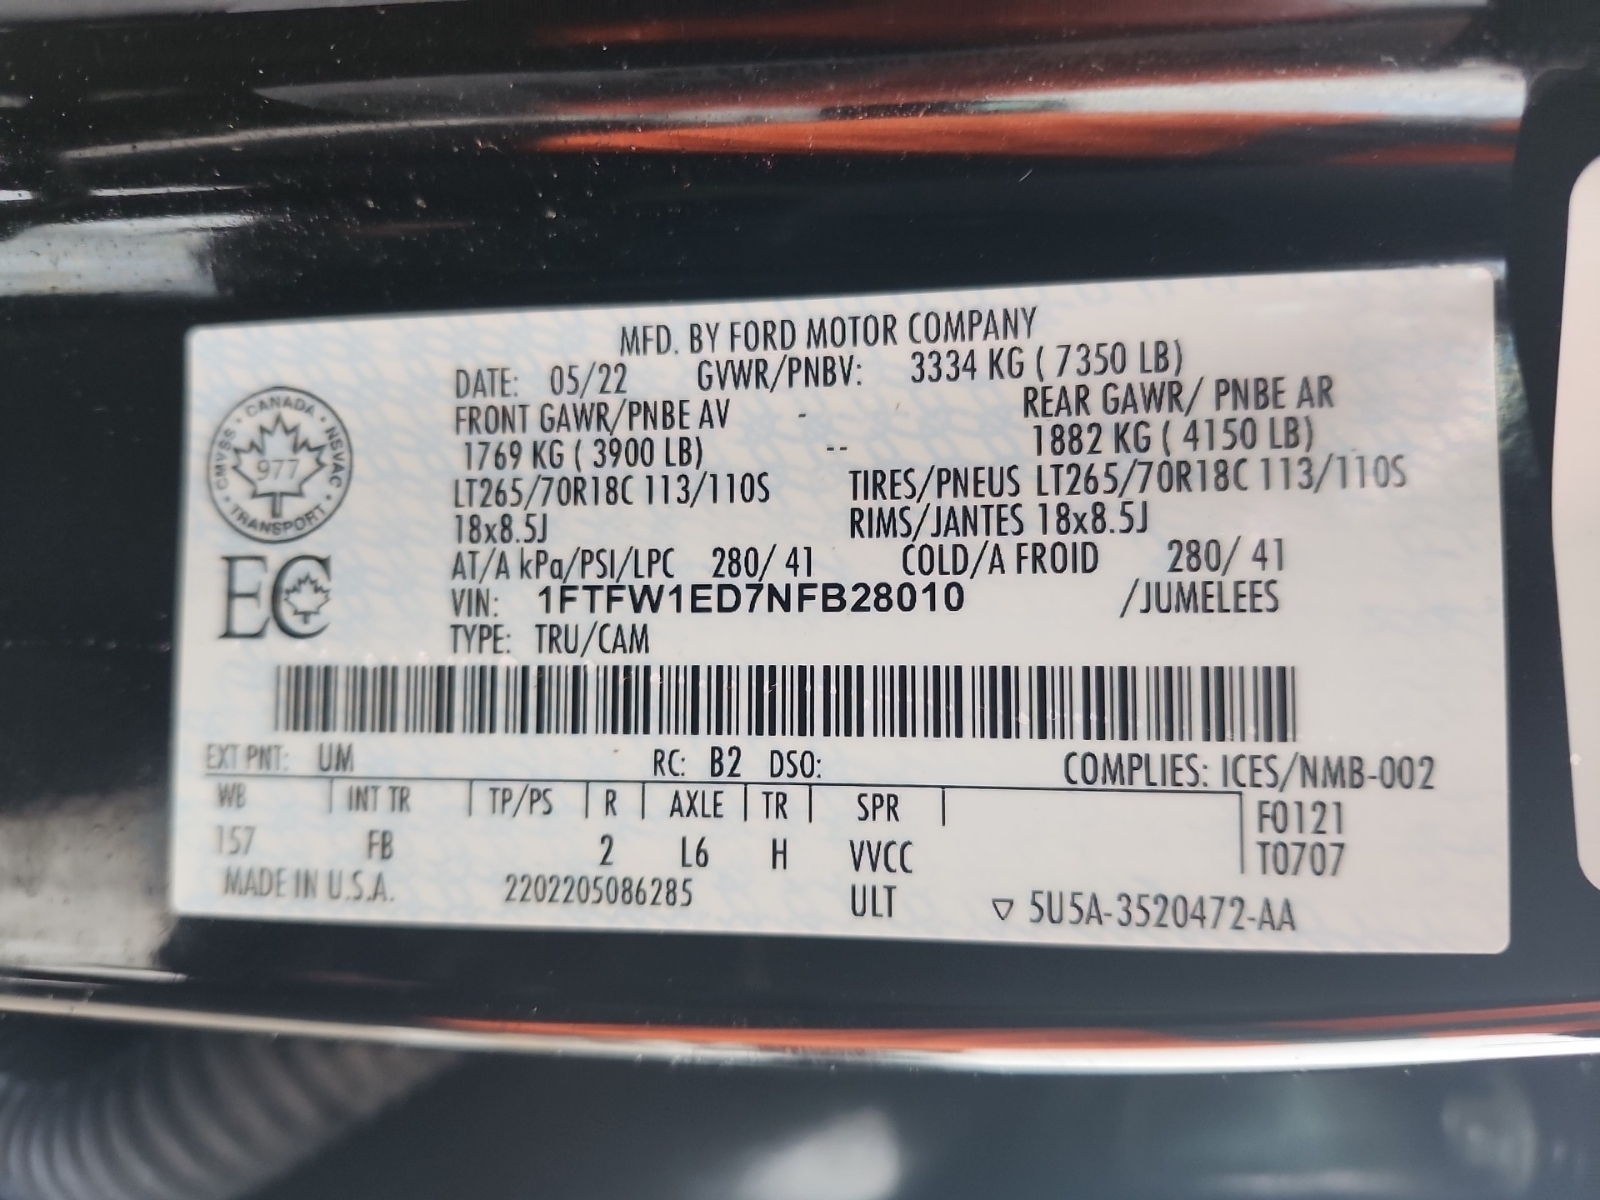 MFD. BY FORD MOTOR COMPANY
DATE: 05/22 GVWR/PNBV: 3334 KG ( 7350 LB)
FRONT GAWR/PNBE AV - REAR GAWR/ PNBE AR
1769 KG ( 3900 LB) -- 1882 KG ( 4150 LB)
LT265/70R18C 113/110S TIRES/PNEUS LT265/70R18C 113/110S
18x8.5J RIMS/JANTES 18x8.5J
AT/A kPa/PSI/LPC 280/ 41 COLD/A FROID 280/ 41
VIN: 1FTFW1ED7NFB28010 /JUMELEES
TYPE: TRU/CAM
CANADA · NSVAC · TRANSPORT · CMVSS ·
977
EC
EXT PNT: UM RC: B2 DSO: COMPLIES: ICES/NMB-002
WB | INT TR | TP/PS | R | AXLE | TR | SPR | F0121
157 FB 2 L6 H VVCC T0707
MADE IN U.S.A. 2202205086285 ULT ▽ 5U5A-3520472-AA